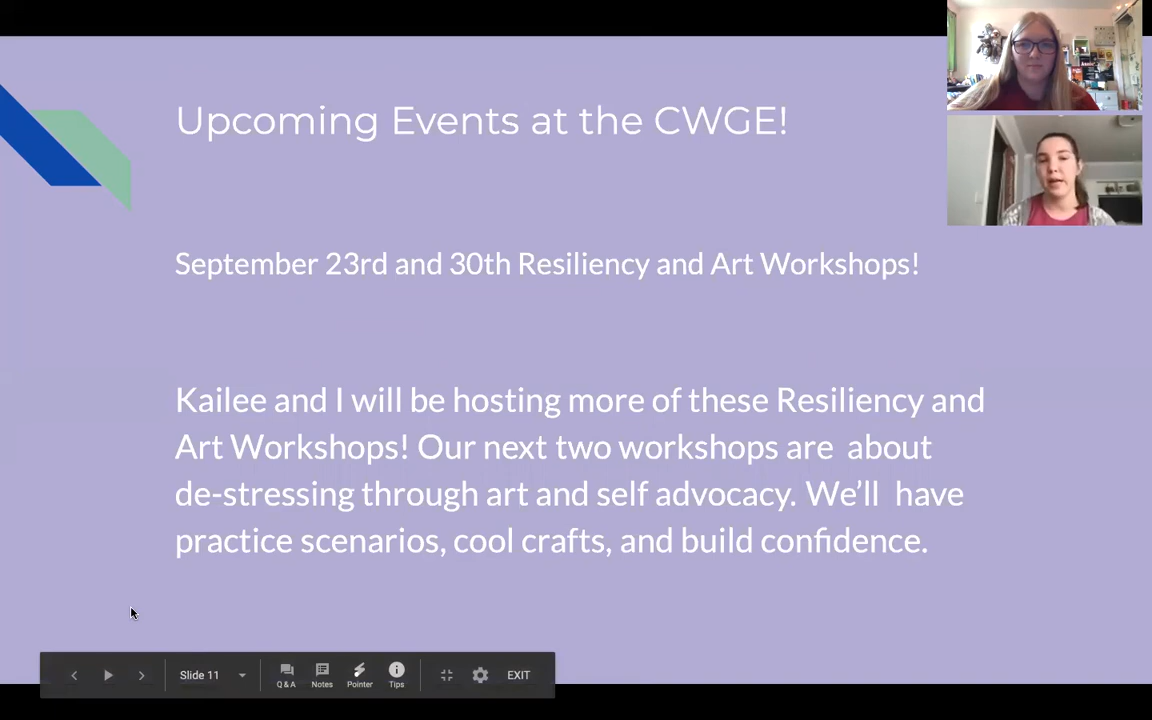 Upcoming Events at the CWGE!
September 23rd and 30th Resiliency and Art Workshops!
Kailee and I will be hosting more of these Resiliency and
Art Workshops! Our next two workshops are  about
de-stressing through art and self advocacy. We’ll  have
practice scenarios, cool crafts, and build confidence.
Slide 11
Q & A
Notes
Pointer
Tips
EXIT